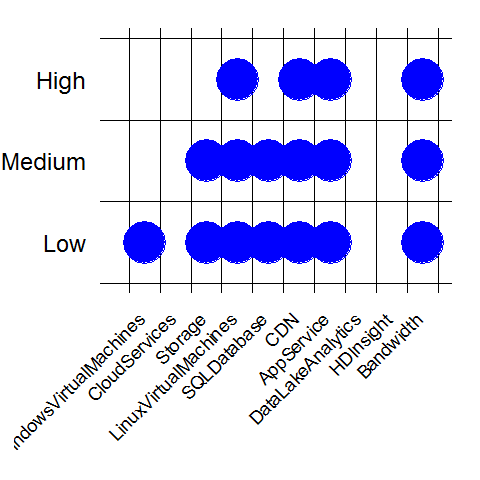 High
Medium
Low
ndowsVirtualMachines
CloudServices
Storage
LinuxVirtualMachines
SQLDatabase
CDN
AppService
DataLakeAnalytics
HDInsight
Bandwidth